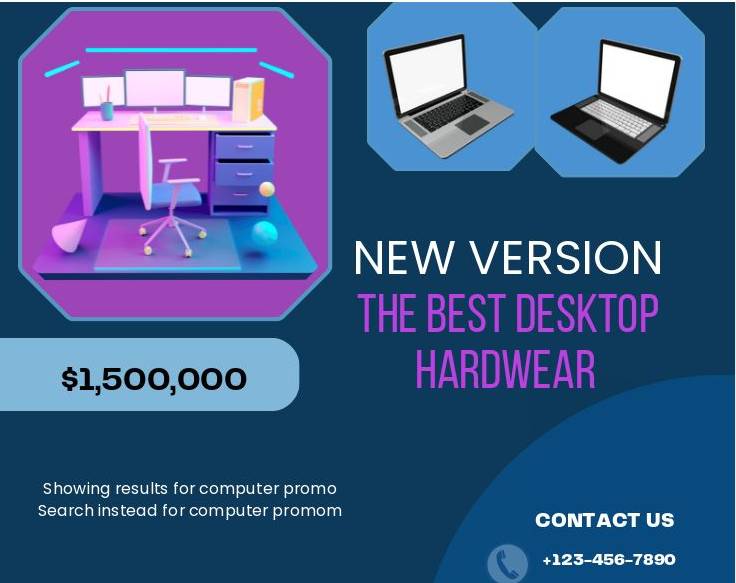 NEW VERSION
THE BEST DESKTOP
HARDWEAR
$1,500,000
Showing results for computer promo
Search instead for computer promom
CONTACT US
+123-456-7890